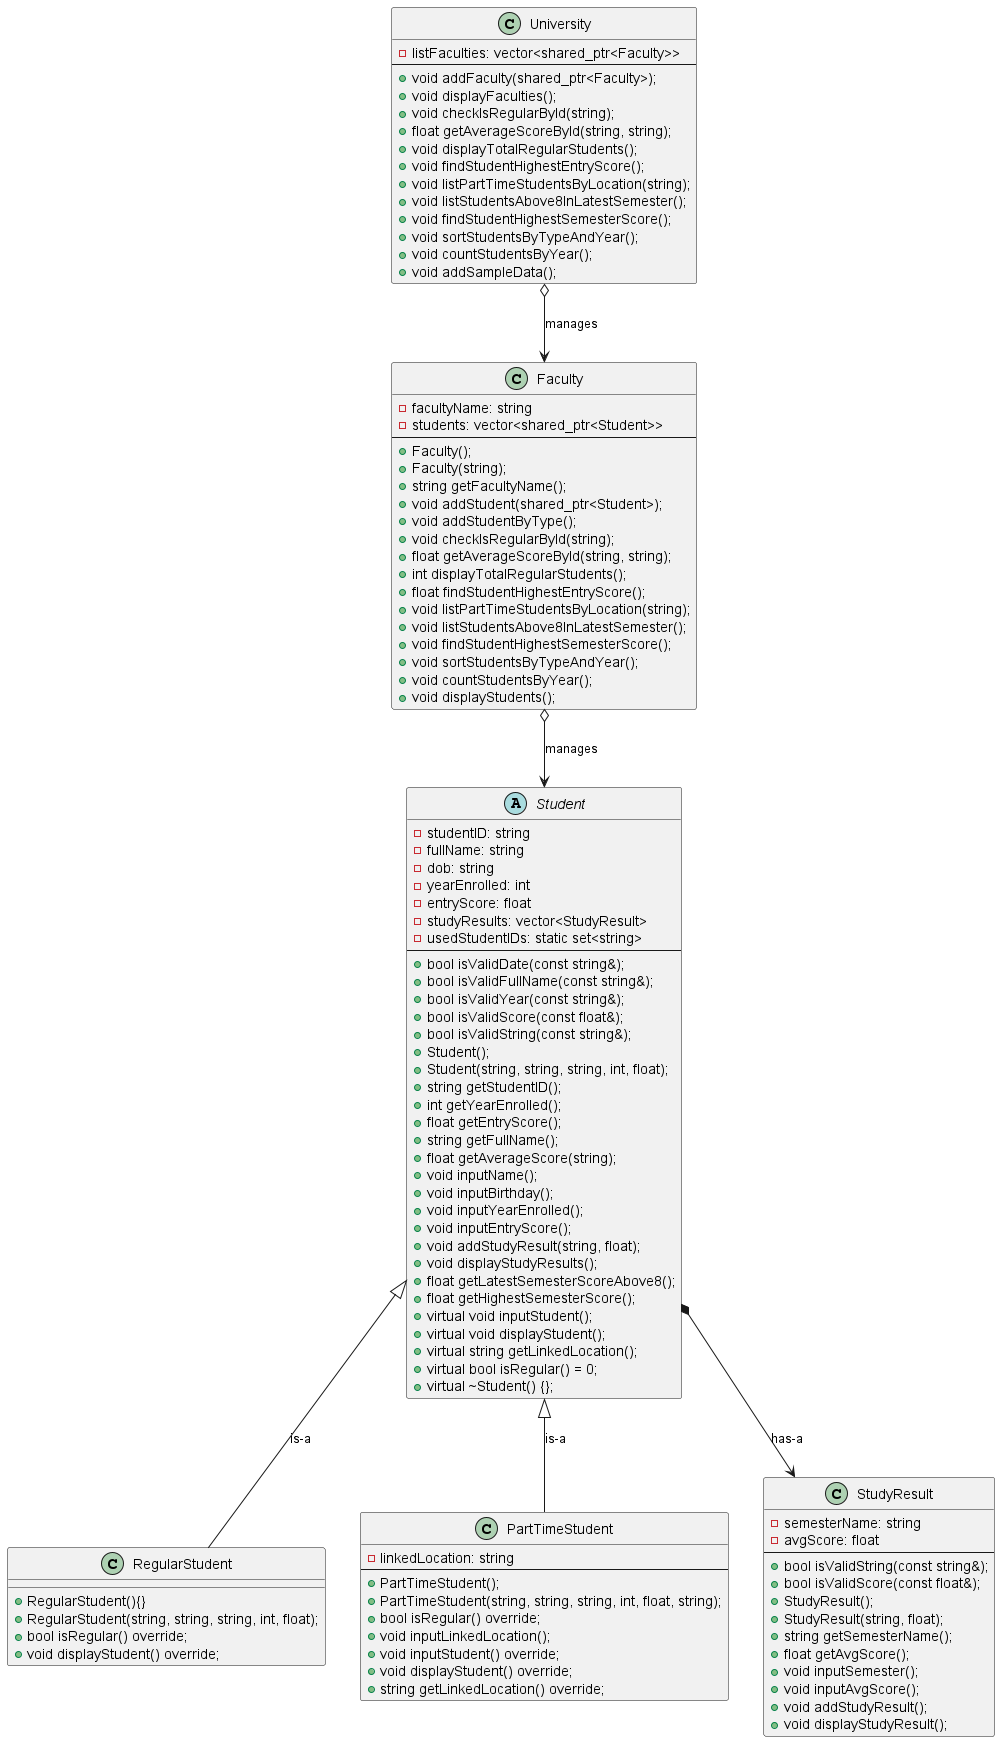 C University
listFaculties: vector<shared_ptr<Faculty>>
void addFaculty(shared_ptr<Faculty>);
void displayFaculties();
void checkIsRegularById(string);
float getAverageScoreById(string, string);
void displayTotalRegularStudents();
void findStudentHighestEntryScore();
void listPartTimeStudentsByLocation(string);
void listStudentsAbove8InLatestSemester();
void findStudentHighestSemesterScore();
void sortStudentsByTypeAndYear();
void countStudentsByYear();
void addSampleData();
manages
C Faculty
facultyName: string
students: vector<shared_ptr<Student>>
Faculty();
Faculty(string);
string getFacultyName();
void addStudent(shared_ptr<Student>);
void addStudentByType();
void checkIsRegularById(string);
float getAverageScoreById(string, string);
int displayTotalRegularStudents();
float findStudentHighestEntryScore();
void listPartTimeStudentsByLocation(string);
void listStudentsAbove8InLatestSemester();
void findStudentHighestSemesterScore();
void sortStudentsByTypeAndYear();
void countStudentsByYear();
void displayStudents();
manages
A Student
studentID: string
fullName: string
dob: string
yearEnrolled: int
entryScore: float
studyResults: vector<StudyResult>
usedStudentIDs: static set<string>
bool isValidDate(const string&);
bool isValidFullName(const string&);
bool isValidYear(const string&);
bool isValidScore(const float&);
bool isValidString(const string&);
Student();
Student(string, string, string, int, float);
string getStudentID();
int getYearEnrolled();
float getEntryScore();
string getFullName();
float getAverageScore(string);
void inputName();
void inputBirthday();
void inputYearEnrolled();
void inputEntryScore();
void addStudyResult(string, float);
void displayStudyResults();
float getLatestSemesterScoreAbove8();
float getHighestSemesterScore();
virtual void inputStudent();
virtual void displayStudent();
virtual string getLinkedLocation();
virtual bool isRegular() = 0;
virtual ~Student() {};
is-a
is-a
has-a
C RegularStudent
RegularStudent(){}
RegularStudent(string, string, string, int, float);
bool isRegular() override;
void displayStudent() override;
C PartTimeStudent
linkedLocation: string
PartTimeStudent();
PartTimeStudent(string, string, string, int, float, string);
bool isRegular() override;
void inputLinkedLocation();
void inputStudent() override;
void displayStudent() override;
string getLinkedLocation() override;
C StudyResult
semesterName: string
avgScore: float
bool isValidString(const string&);
bool isValidScore(const float&);
StudyResult();
StudyResult(string, float);
string getSemesterName();
float getAvgScore();
void inputSemester();
void inputAvgScore();
void addStudyResult();
void displayStudyResult();